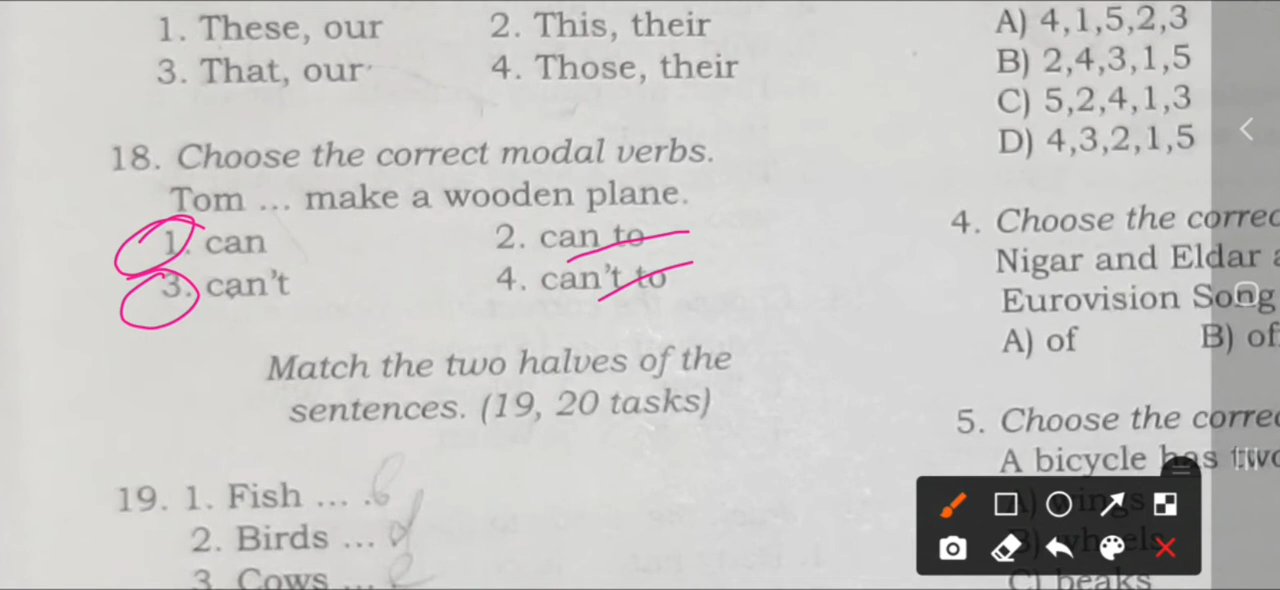 1. These, our
2. This, their
3. That, our
4. Those, their
18. Choose the correct modal verbs.
Tom ... make a wooden plane.
1. can
2. can to
3. can't
4. can't to
Match the two halves of the
sentences. (19, 20 tasks)
19. 1. Fish ... .
2. Birds ...
3. Cows ...
A) 4,1,5,2,3
B) 2,4,3,1,5
C) 5,2,4,1,3
D) 4,3,2,1,5
4. Choose the correc
Nigar and Eldar a
Eurovision Song
A) of
B) of
5. Choose the correc
A bicycle has two
A) wings
B) wheels
C) beaks